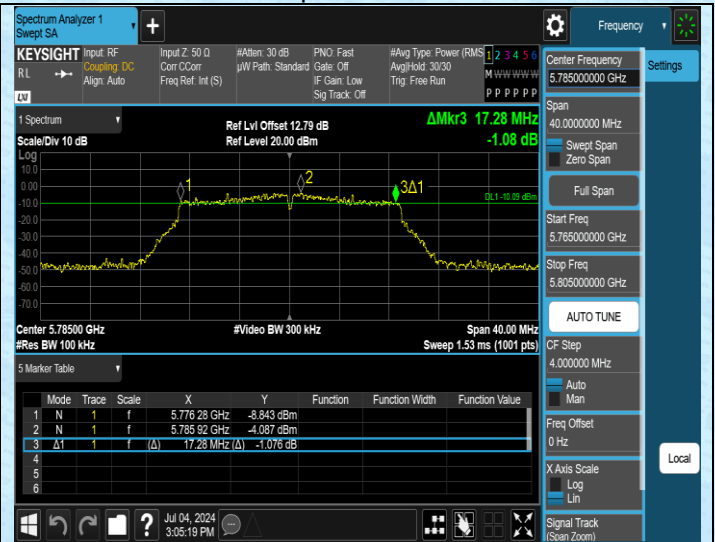 Spectrum Analyzer 1
Swept SA
Frequency
KEYSIGHT
Input: RF
Input Z: 50 Ω
#Atten: 30 dB
PNO: Fast
#Avg Type: Power (RMS
1 2 3 4 5 6
RL
Coupling: DC
Corr CCorr
µW Path: Standard
Gate: Off
Avg|Hold: 30/30
M W W W W W
Align: Auto
Freq Ref: Int (S)
IF Gain: Low
Trig: Free Run
Sig Track: Off
P P P P P P
LXI
1 Spectrum
Ref Lvl Offset 12.79 dB
ΔMkr3 17.28 MHz
Scale/Div 10 dB
Ref Level 20.00 dBm
-1.08 dB
Log
10.0
0.00
-10.0
-20.0
-30.0
-40.0
-50.0
-60.0
-70.0
1
2
3Δ1
DL1 -10.09 dBm
Center 5.78500 GHz
#Video BW 300 kHz
Span 40.00 MHz
#Res BW 100 kHz
Sweep 1.53 ms (1001 pts)
5 Marker Table
Mode Trace Scale X Y Function Function Width Function Value
1 N 1 f 5.776 28 GHz -8.843 dBm
2 N 1 f 5.785 92 GHz -4.087 dBm
3 Δ1 1 f (Δ) 17.28 MHz (Δ) -1.076 dB
4
5
6
?
Jul 04, 2024
3:05:19 PM
Center Frequency
5.785000000 GHz
Span
40.0000000 MHz
Swept Span
Zero Span
Full Span
Start Freq
5.765000000 GHz
Stop Freq
5.805000000 GHz
AUTO TUNE
CF Step
4.000000 MHz
Auto
Man
Freq Offset
0 Hz
X Axis Scale
Log
Lin
Signal Track
(Span Zoom)
Settings
Local